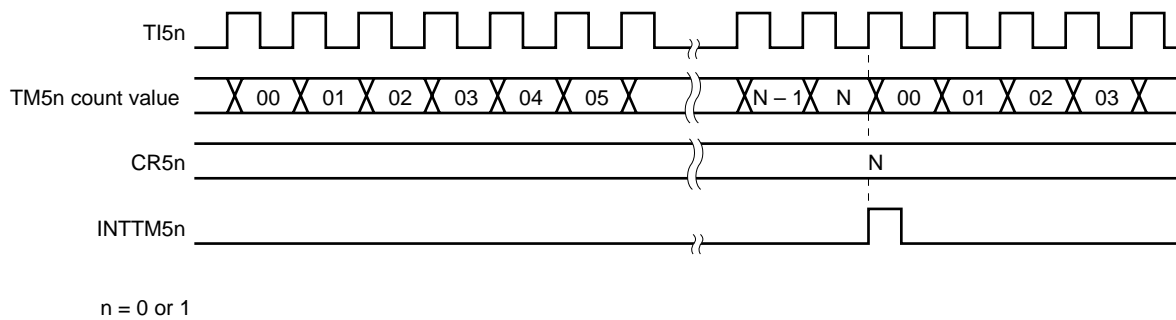 TI5n
TM5n count value 00 01 02 03 04 05 N – 1 N 00 01 02 03
CR5n N
INTTM5n
n = 0 or 1